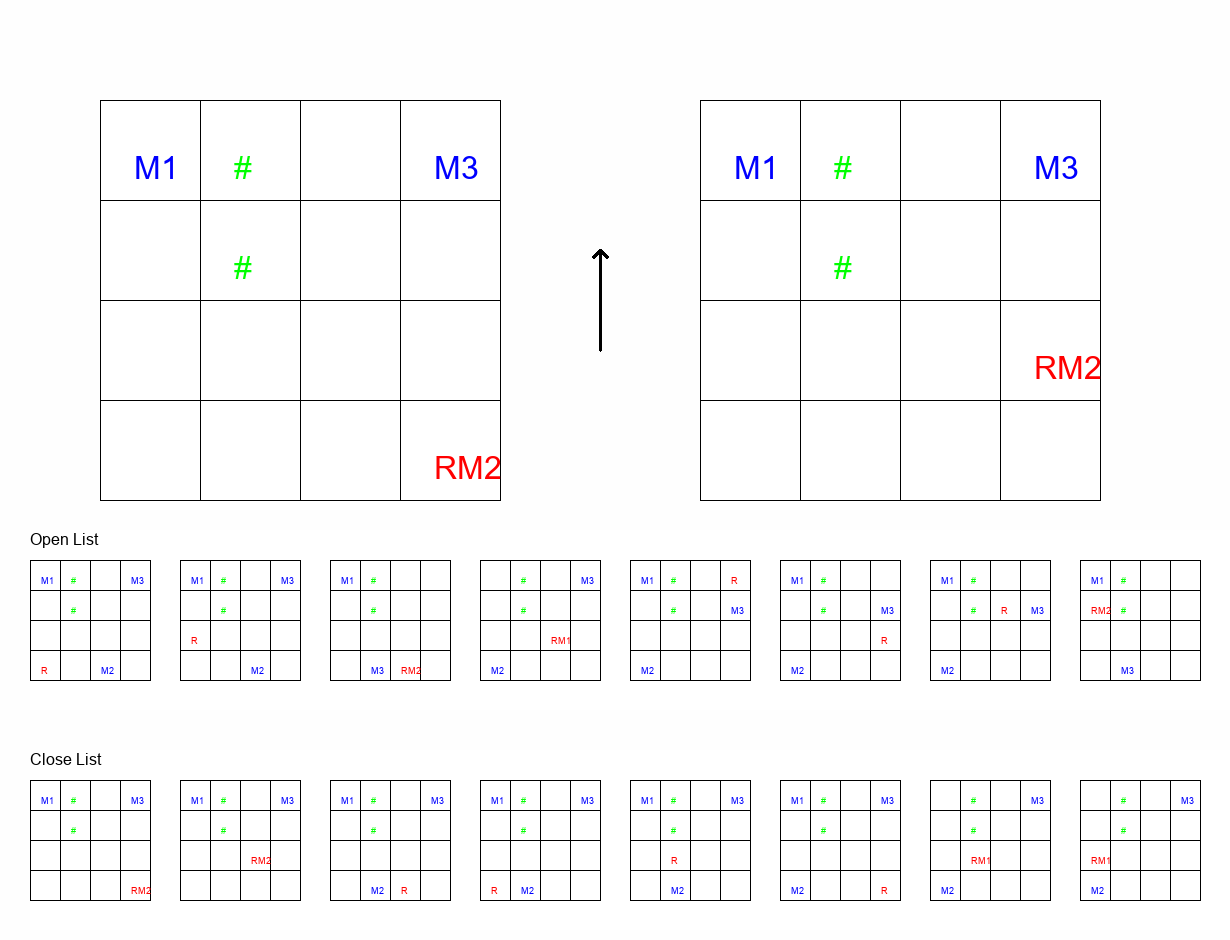 M1 # M3 M1 # M3
# #
RM2
RM2
Open List
M1 # M3 M1 # M3 M1 # # M3 M1 # R M1 # M1 # M1 #
# # # # # M3 # M3 # R M3 RM2 #
R RM1 R
R M2 M2 M3 RM2 M2 M2 M2 M2 M3
Close List
M1 # M3 M1 # M3 M1 # M3 M1 # M3 M1 # M3 M1 # M3 # M3 # M3
# # # # # # # #
RM2 R RM1 RM1
RM2 M2 R R M2 M2 M2 R M2 M2